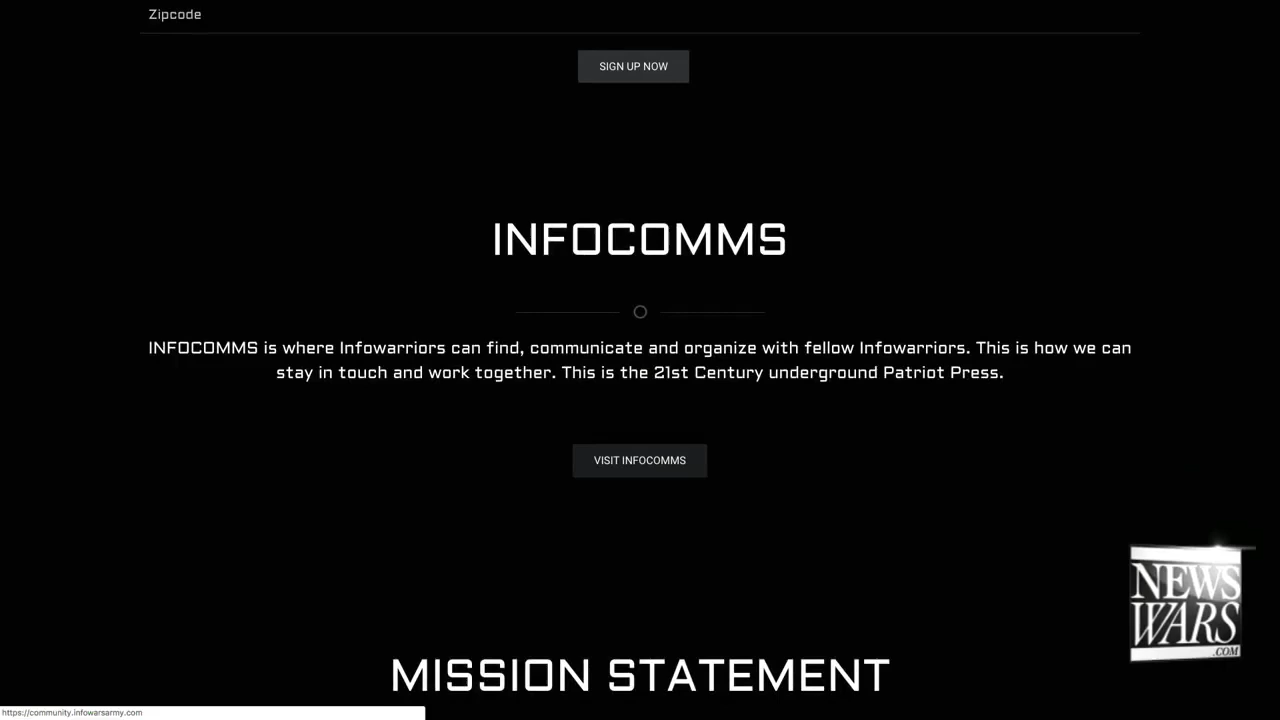 Zipcode
SIGN UP NOW
INFOCOMMS
INFOCOMMS is where Infowarriors can find, communicate and organize with fellow Infowarriors. This is how we can
stay in touch and work together. This is the 21st Century underground Patriot Press.
VISIT INFOCOMMS
NEWS
WARS
.COM
MISSION STATEMENT
https://community.infowarsarmy.com